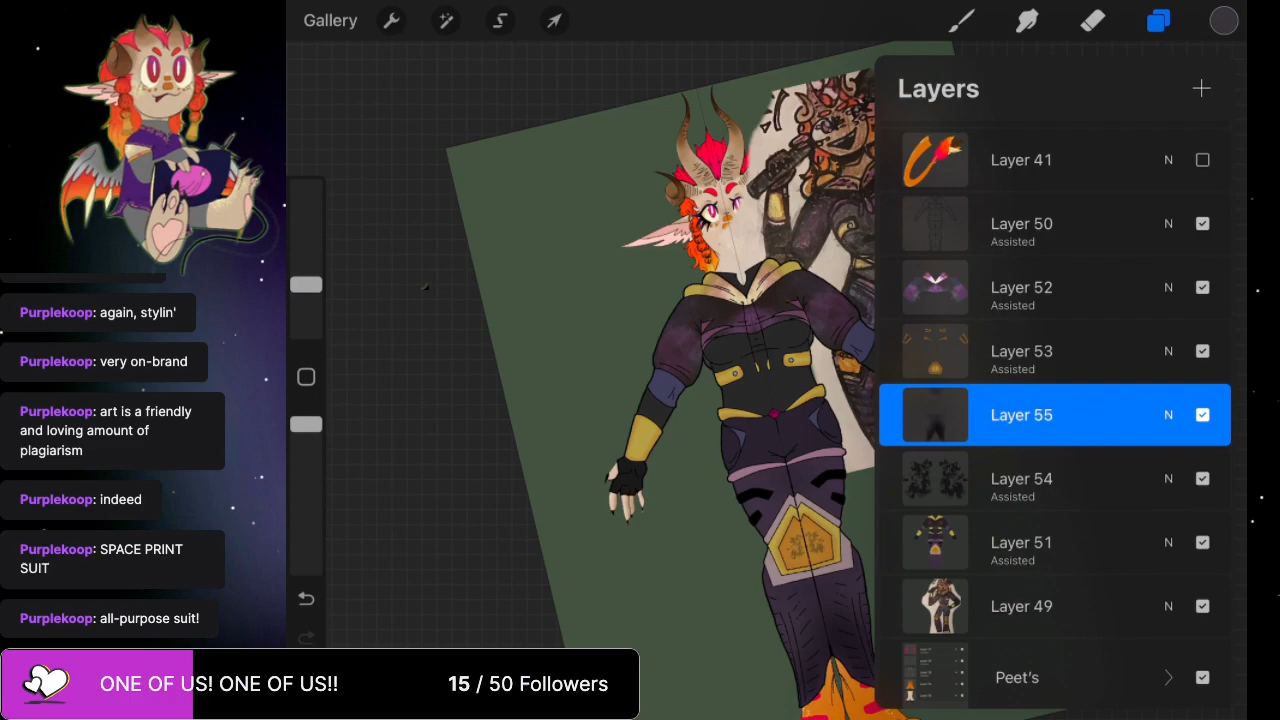 Gallery
Layers
Layer 41
N
Layer 50
Assisted
N
Layer 52
Assisted
N
Layer 53
Assisted
N
Layer 55
N
Layer 54
Assisted
N
Layer 51
Assisted
N
Layer 49
N
Peet's
Purplekoop: again, stylin'
Purplekoop: very on-brand
Purplekoop: art is a friendly
and loving amount of
plagiarism
Purplekoop: indeed
Purplekoop: SPACE PRINT
SUIT
Purplekoop: all-purpose suit!
ONE OF US! ONE OF US!!
15 / 50 Followers